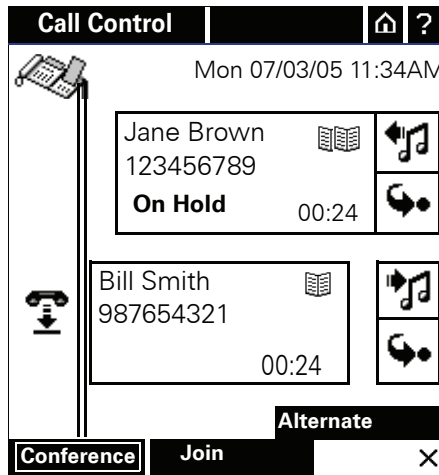 Call Control ?
Mon 07/03/05 11:34AM
Jane Brown
123456789
On Hold 00:24
Bill Smith
987654321
00:24
Alternate
Conference Join